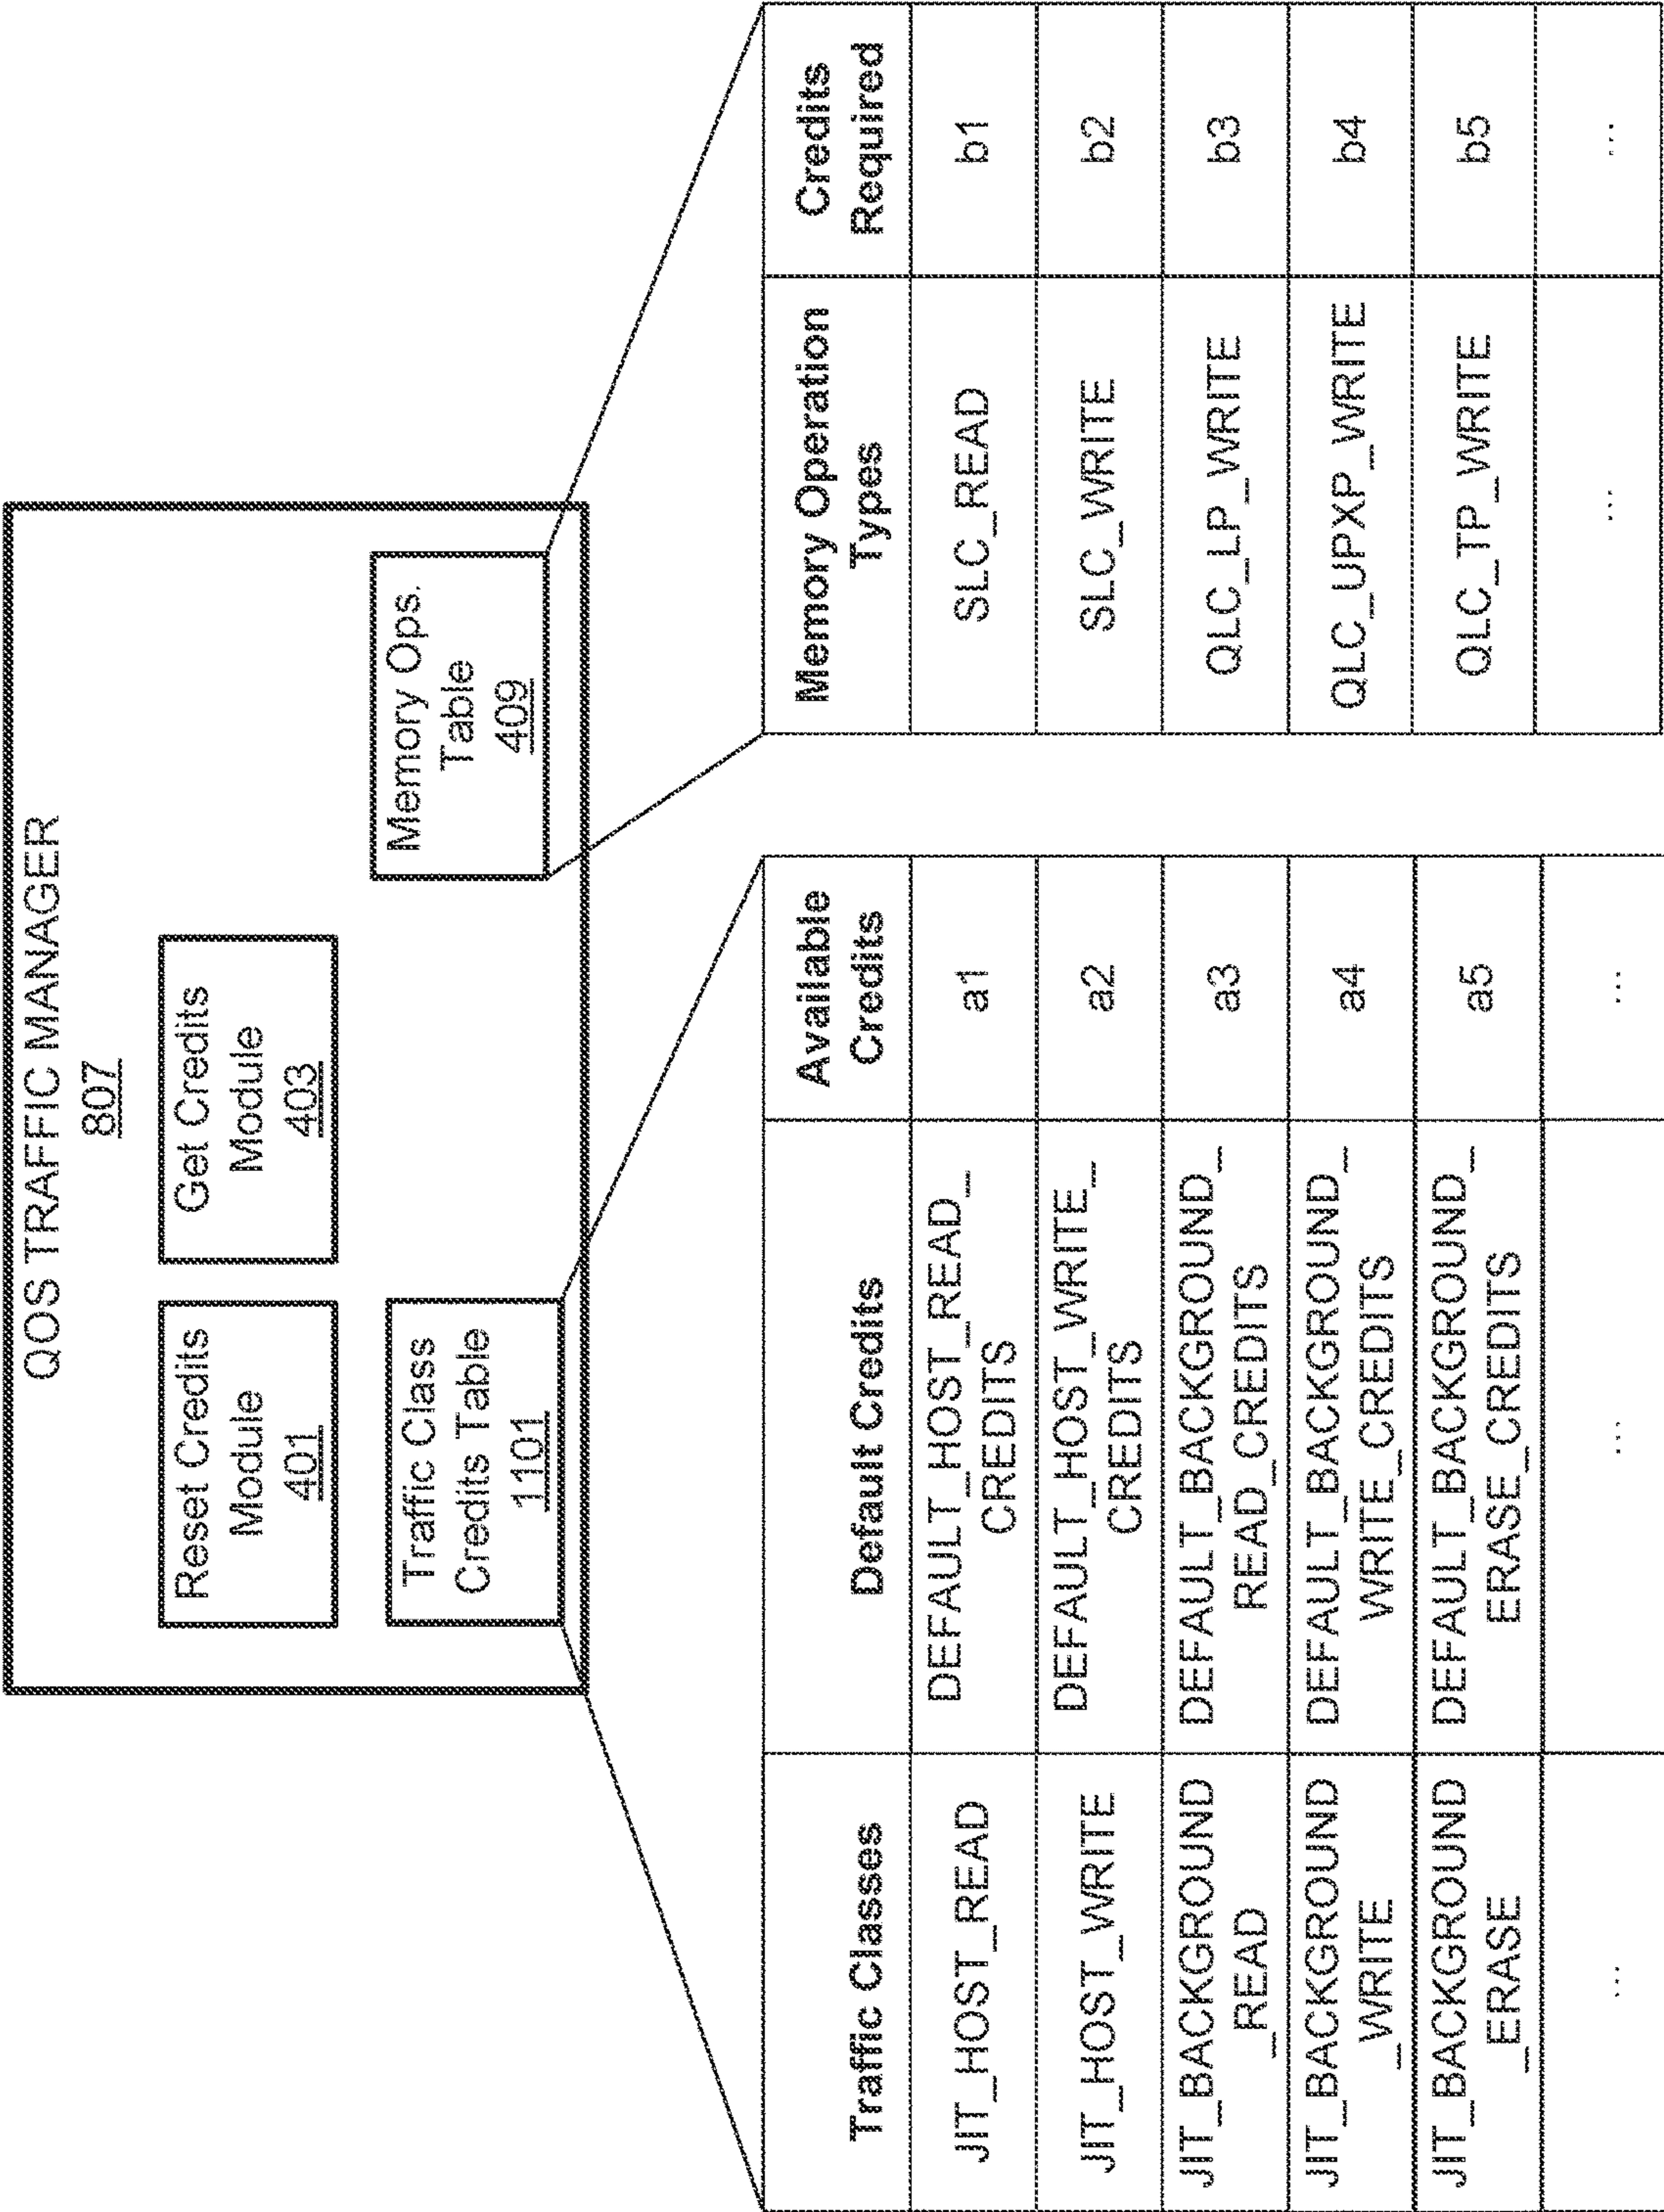 QOS TRAFFIC MANAGER
807
Reset Credits
Module
401
Get Credits
Module
403
Traffic Class
Credits Table
1101
Memory Ops.
Table
409
Traffic Classes
Default Credits
Available
Credits
JIT_HOST_READ
DEFAULT_HOST_READ_
CREDITS
a1
JIT_HOST_WRITE
DEFAULT_HOST_WRITE_
CREDITS
a2
JIT_BACKGROUND
_READ
DEFAULT_BACKGROUND_
READ_CREDITS
a3
JIT_BACKGROUND
_WRITE
DEFAULT_BACKGROUND_
WRITE_CREDITS
a4
JIT_BACKGROUND
_ERASE
DEFAULT_BACKGROUND_
ERASE_CREDITS
a5
...
...
...
Memory Operation
Types
Credits
Required
SLC_READ
b1
SLC_WRITE
b2
QLC_LP_WRITE
b3
QLC_UPXP_WRITE
b4
QLC_TP_WRITE
b5
...
...